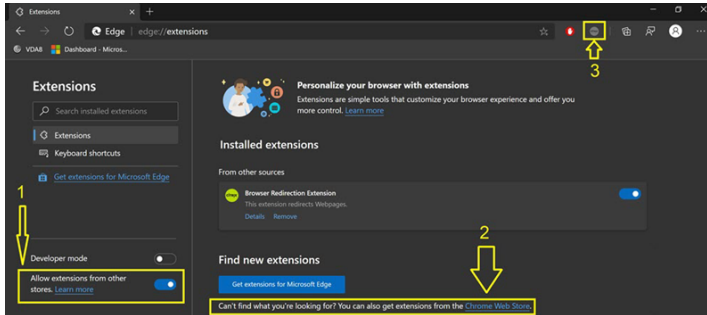 Extensions
Edge | edge://extensions
VDAB
Dashboard - Micros...
3
Extensions
Search installed extensions
Extensions
Keyboard shortcuts
Get extensions for Microsoft Edge
1
Developer mode
Allow extensions from other
stores. Learn more
Personalize your browser with extensions
Extensions are simple tools that customize your browser experience and offer you
more control. Learn more
Installed extensions
From other sources
citrix
Browser Redirection Extension
This extension redirects Webpages.
Details Remove
2
Find new extensions
Get extensions for Microsoft Edge
Can't find what you're looking for? You can also get extensions from the Chrome Web Store.